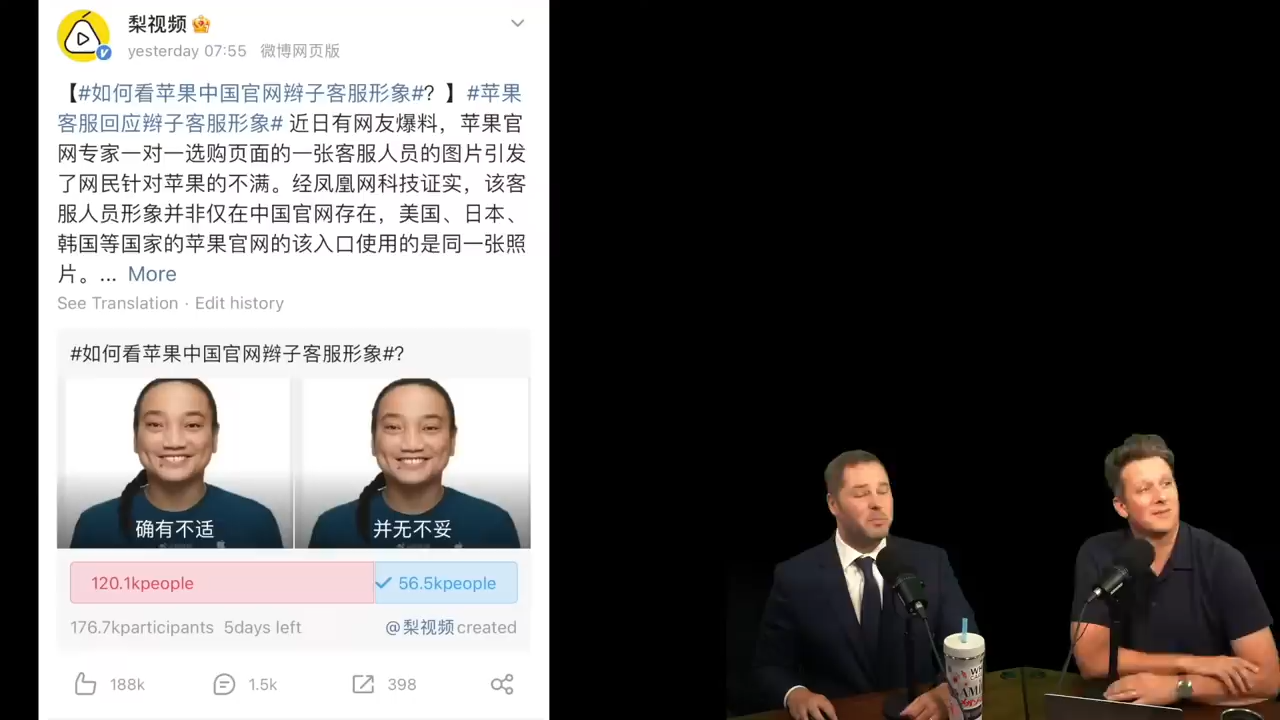 梨视频
yesterday 07:55 微博网页版
【#如何看苹果中国官网辫子客服形象#？】#苹果
客服回应辫子客服形象# 近日有网友爆料，苹果官
网专家一对一选购页面的一张客服人员的图片引发
了网民针对苹果的不满。经凤凰网科技证实，该客
服人员形象并非仅在中国官网存在，美国、日本、
韩国等国家的苹果官网的该入口使用的是同一张照
片。... More
See Translation · Edit history
#如何看苹果中国官网辫子客服形象#?
确有不适
并无不妥
120.1kpeople
56.5kpeople
176.7kparticipants 5days left
@梨视频 created
188k
1.5k
398